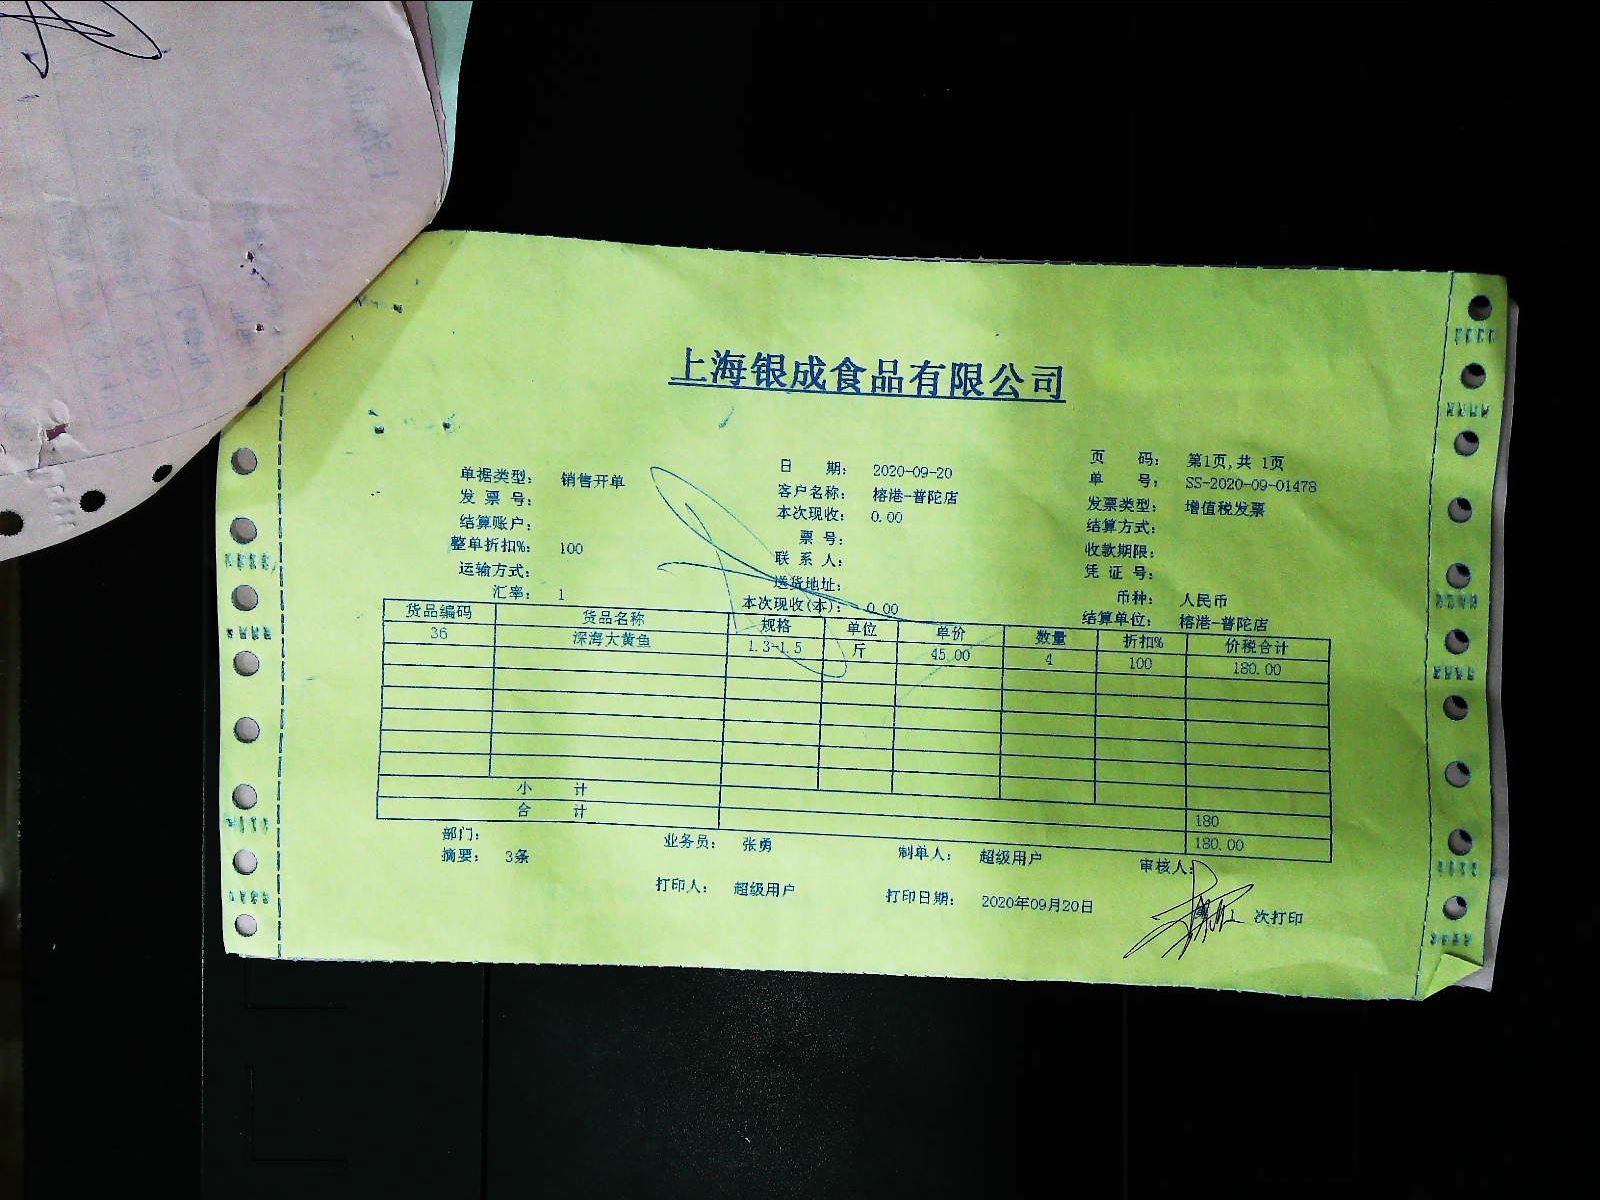 上海银成食品有限公司
单据类型： 销售开单 日 期： 2020-09-20 页 码： 第1页,共 1页
发 票 号： 客户名称： 榕港-普陀店 单 号： SS-2020-09-01478
结算账户： 本次现收： 0.00 发票类型： 增值税发票
整单折扣%： 100 票 号： 结算方式：
运输方式： 联 系 人： 收款期限：
汇率： 1 送货地址： 凭 证 号：
本次现收(本)： 0.00 币种： 人民币
结算单位： 榕港-普陀店
货品编码 货品名称 规格 单位 单价 数量 折扣% 价税合计
36 深海大黄鱼 1.3-1.5 斤 45.00 4 100 180.00
小 计 180
合 计 180.00
部门： 业务员： 张勇 制单人： 超级用户 审核人：
摘要： 3条
打印人： 超级用户 打印日期： 2020年09月20日 次打印